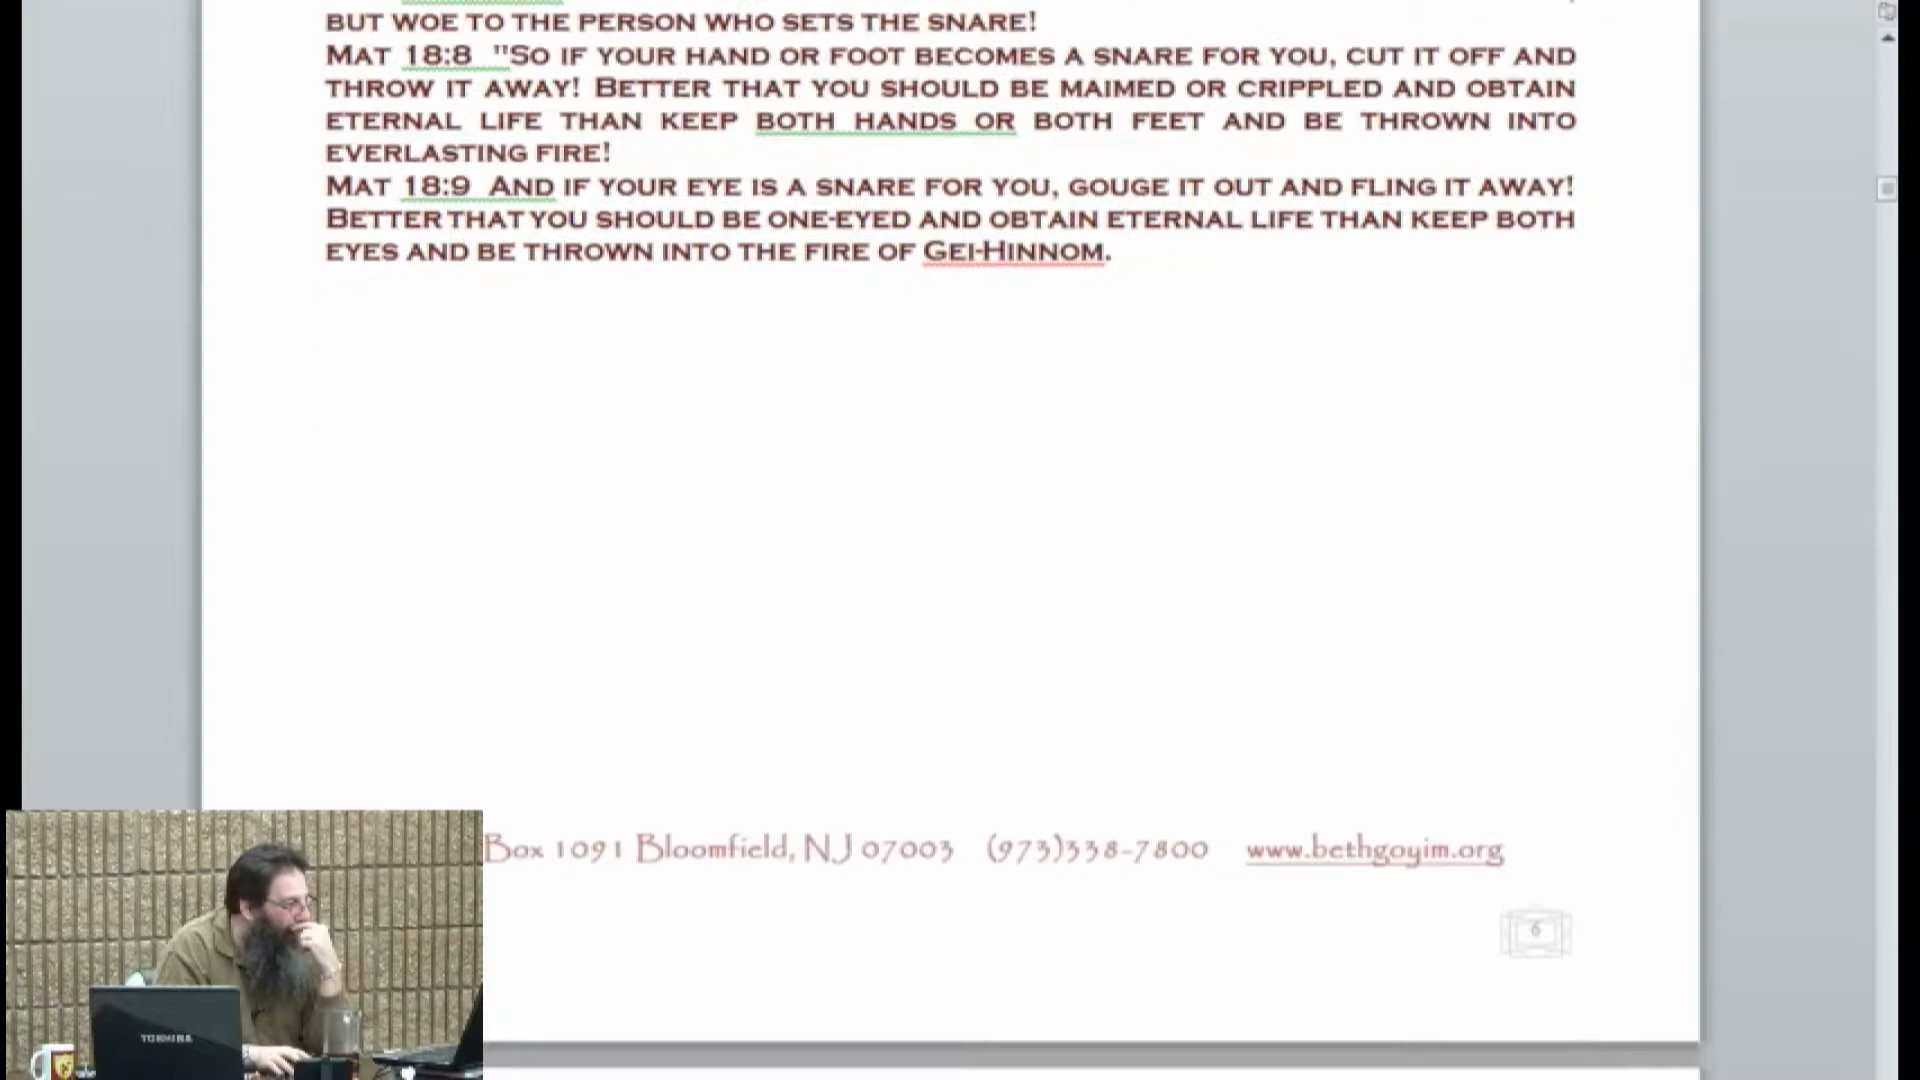 BUT WOE TO THE PERSON WHO SETS THE SNARE!
MAT 18:8 "SO IF YOUR HAND OR FOOT BECOMES A SNARE FOR YOU, CUT IT OFF AND
THROW IT AWAY! BETTER THAT YOU SHOULD BE MAIMED OR CRIPPLED AND OBTAIN
ETERNAL LIFE THAN KEEP BOTH HANDS OR BOTH FEET AND BE THROWN INTO
EVERLASTING FIRE!
MAT 18:9 AND IF YOUR EYE IS A SNARE FOR YOU, GOUGE IT OUT AND FLING IT AWAY!
BETTER THAT YOU SHOULD BE ONE-EYED AND OBTAIN ETERNAL LIFE THAN KEEP BOTH
EYES AND BE THROWN INTO THE FIRE OF GEI-HINNOM.
Box 1091 Bloomfield, NJ 07003 (973)338-7800 www.bethgoyim.org
6
TOSHIBA